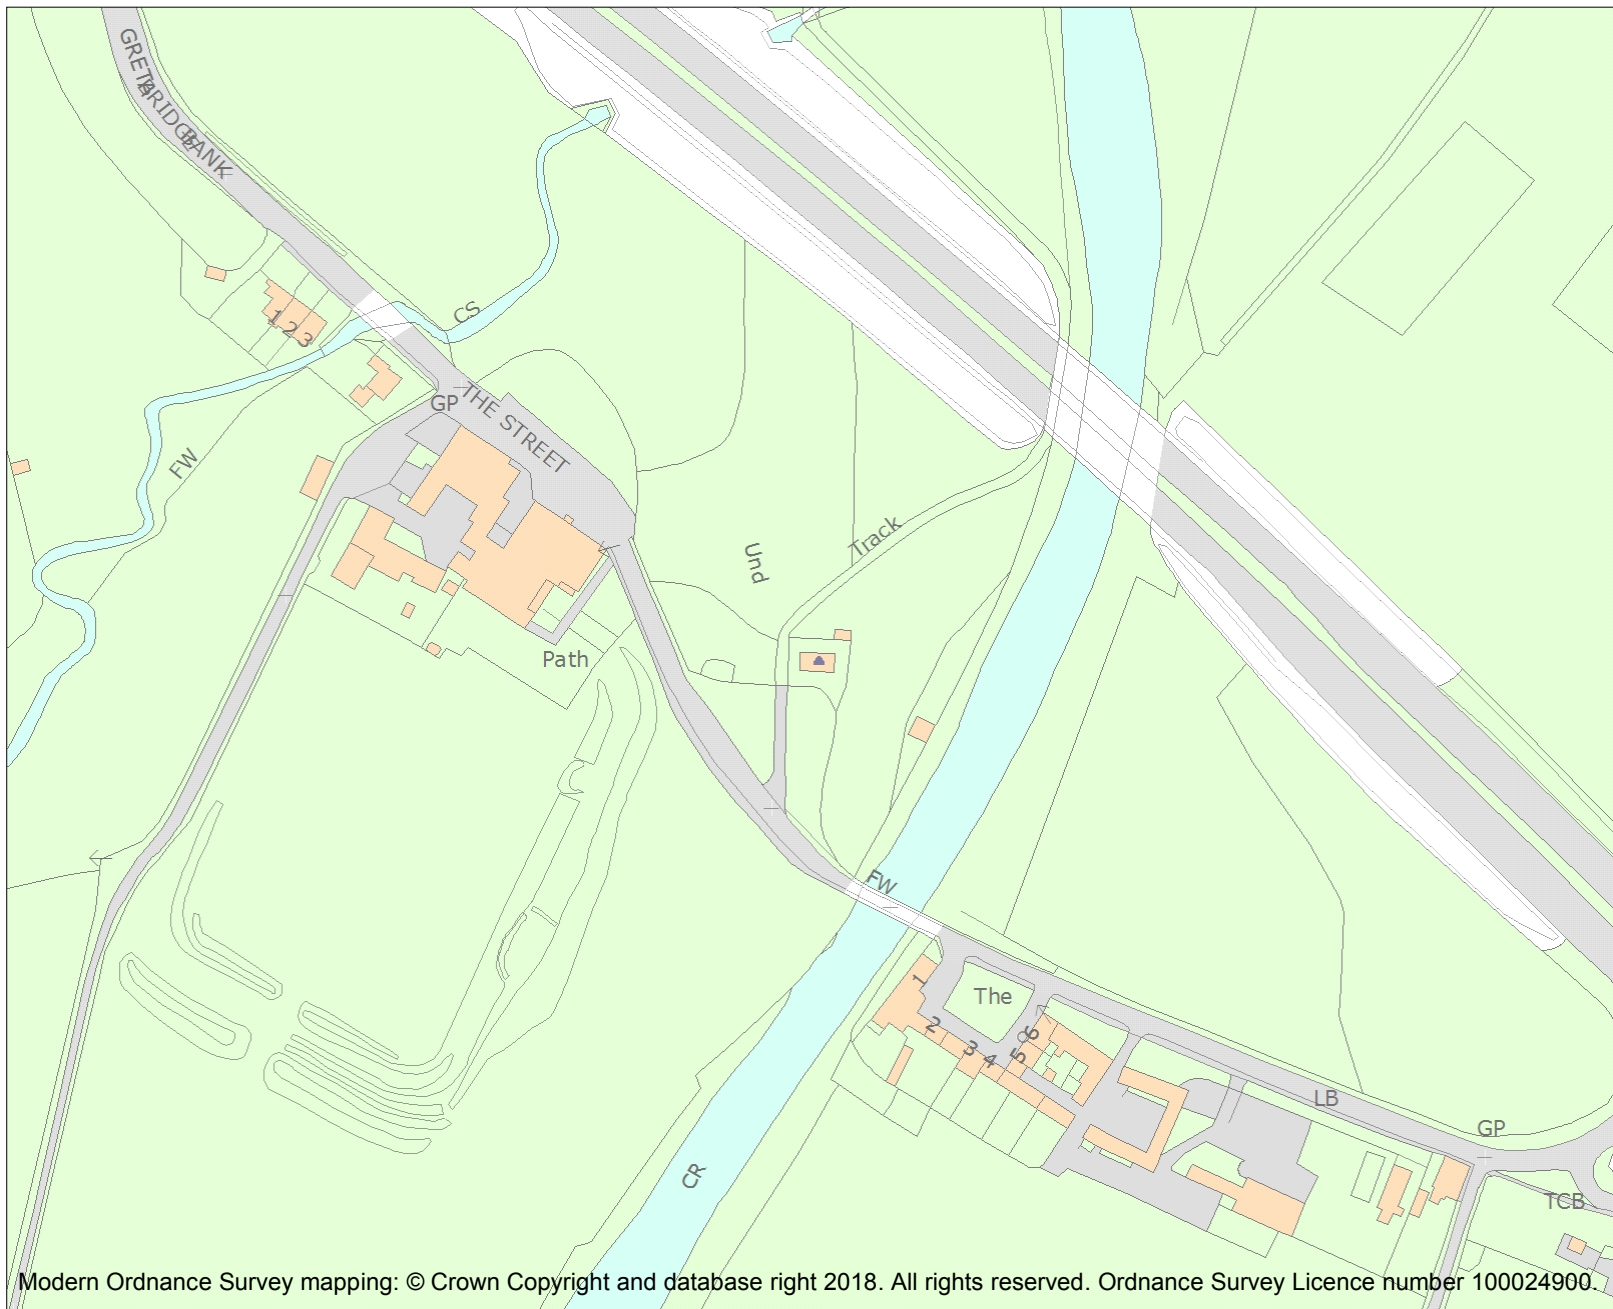 GRETA
BRIDGE
BANK
CS
1 2 3
GP
THE STREET
FW
Track
Und
Path
FW
1
The
2
3
4
5
6
LB
GP
CR
TCB
Modern Ordnance Survey mapping: © Crown Copyright and database right 2018. All rights reserved. Ordnance Survey Licence number 100024900.